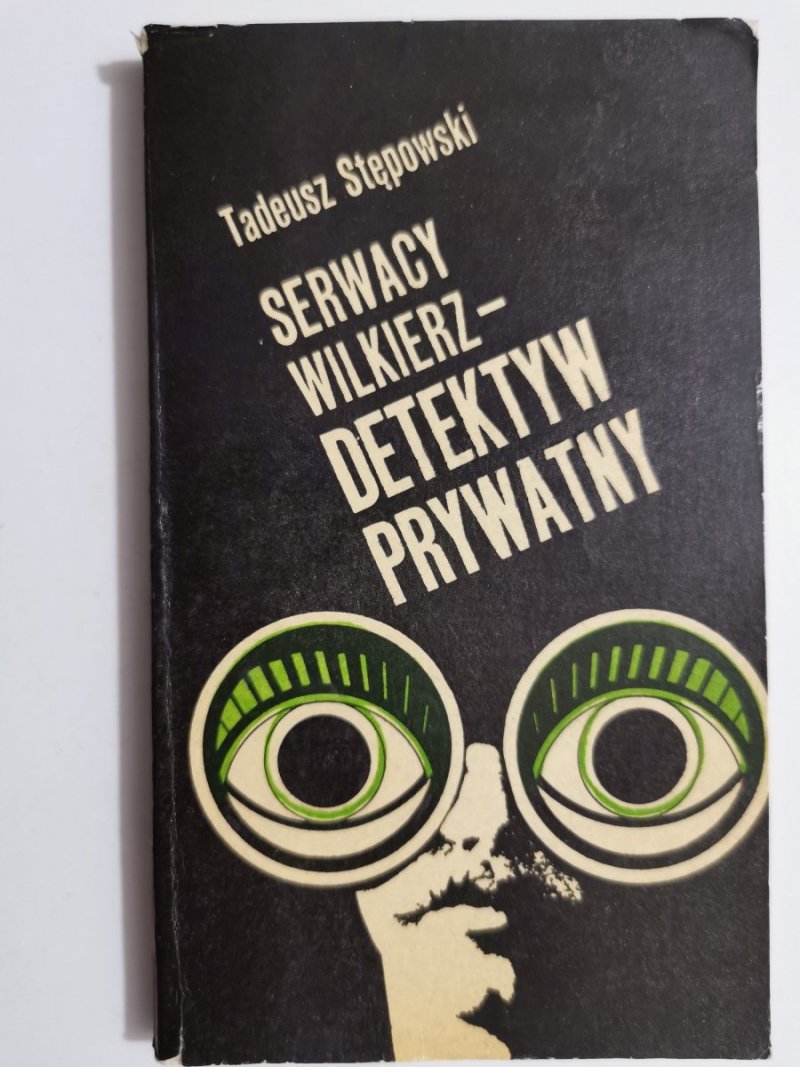 Tadeusz Stępowski
SERWACY
WILKIERZ–
DETEKTYW
PRYWATNY